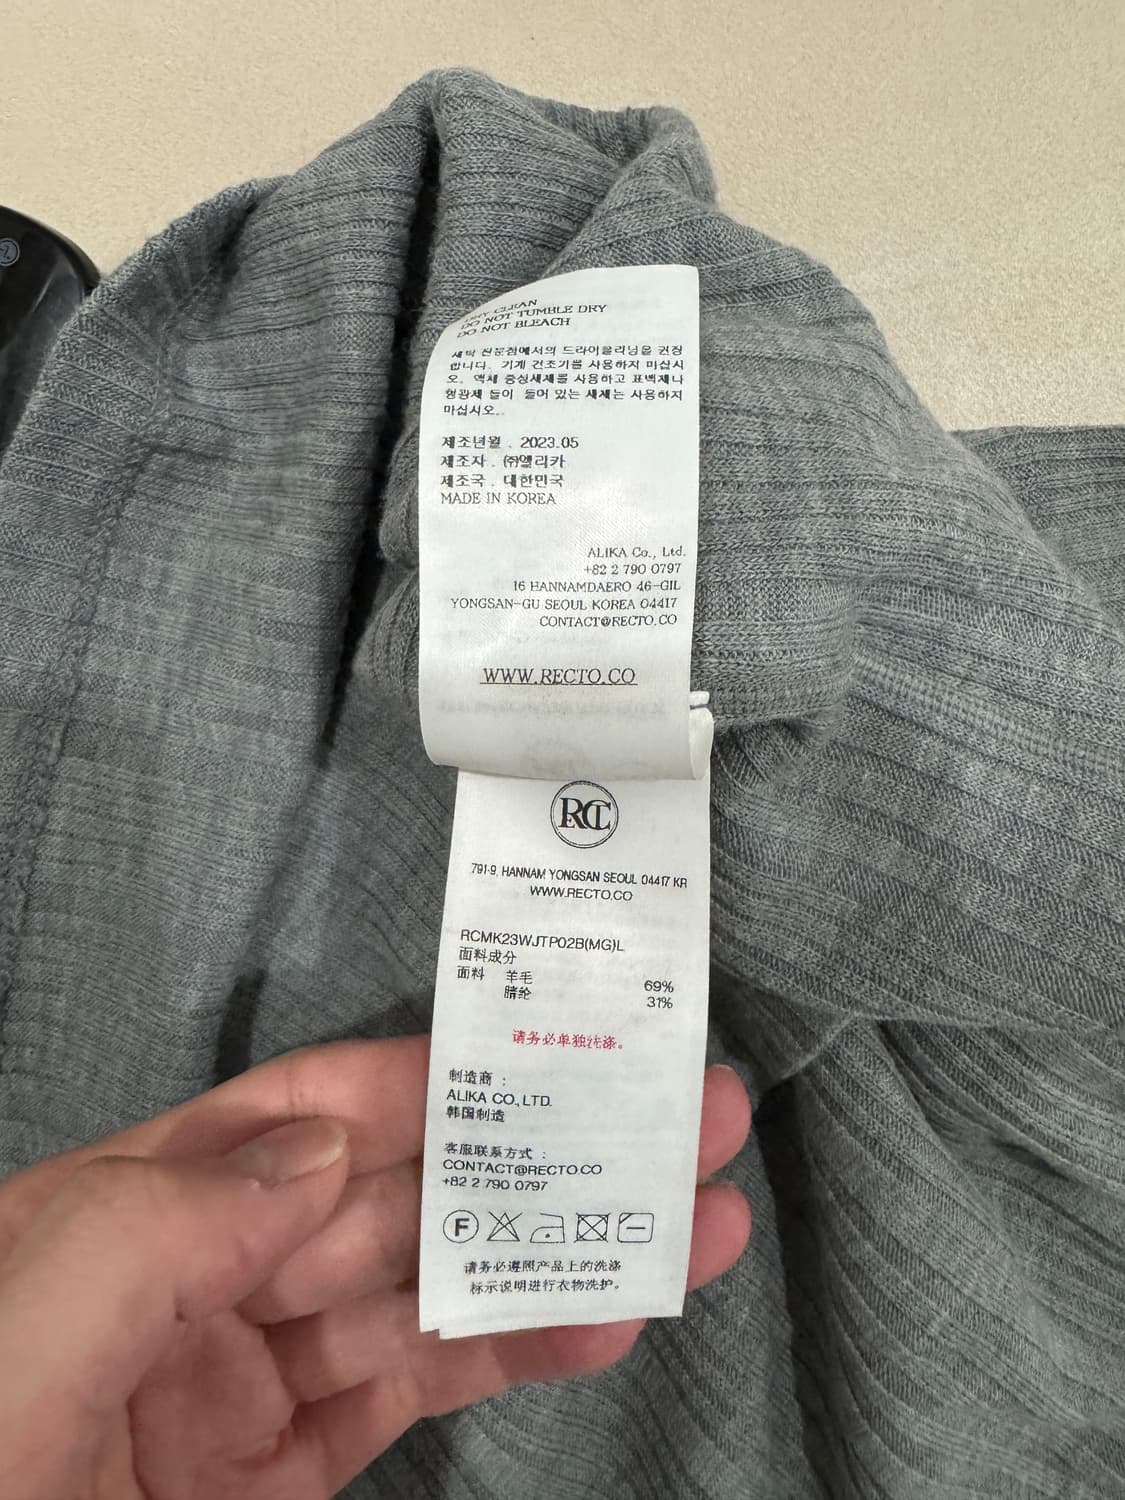 DRY CLEAN
DO NOT TUMBLE DRY
DO NOT BLEACH
세탁 전문점에서의 드라이클리닝을 권장
합니다. 기계 건조기를 사용하지 마십시
오. 액체 중성세제를 사용하고 표백제나
형광제 등이 들어 있는 세제는 사용하지
마십시오.
제조년월 . 2023.05
제조자 . ㈜앨리카
제조국 . 대한민국
MADE IN KOREA
ALIKA Co., Ltd.
+82 2 790 0797
16 HANNAMDAERO 46-GIL
YONGSAN-GU SEOUL KOREA 04417
CONTACT@RECTO.CO
WWW.RECTO.CO
RCT
791-9, HANNAM YONGSAN SEOUL 04417 KR
WWW.RECTO.CO
RCMK23WJTP02B(MG)L
面料成分
面料 羊毛 69%
腈纶 31%
请务必单独洗涤。
制造商 :
ALIKA CO., LTD.
韩国制造
客服联系方式 :
CONTACT@RECTO.CO
+82 2 790 0797
F
请务必遵照产品上的洗涤
标示说明进行衣物洗护。